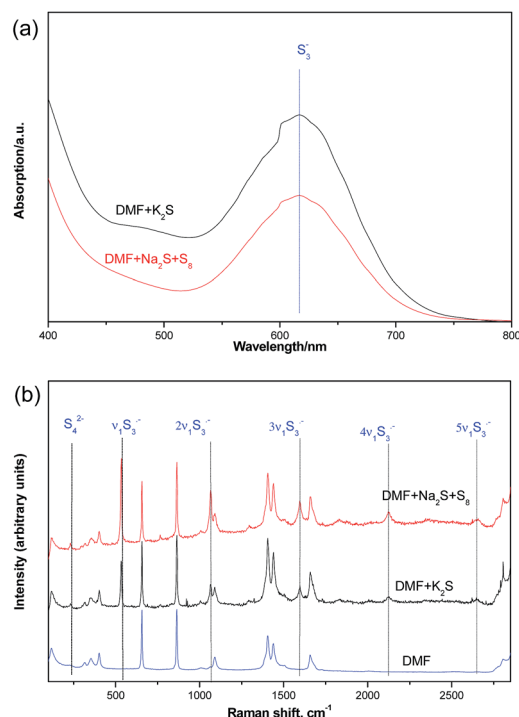 (a)
S₃⁻
Absorption/a.u.
DMF+K₂S
DMF+Na₂S+S₈
400 500 600 700 800
Wavelength/nm
(b)
S₄²⁻ ν₁S₃·⁻ 2ν₁S₃·⁻ 3ν₁S₃·⁻ 4ν₁S₃·⁻ 5ν₁S₃·⁻
Intensity (arbitrary units)
DMF+Na₂S+S₈
DMF+K₂S
DMF
500 1000 1500 2000 2500
Raman shift, cm⁻¹